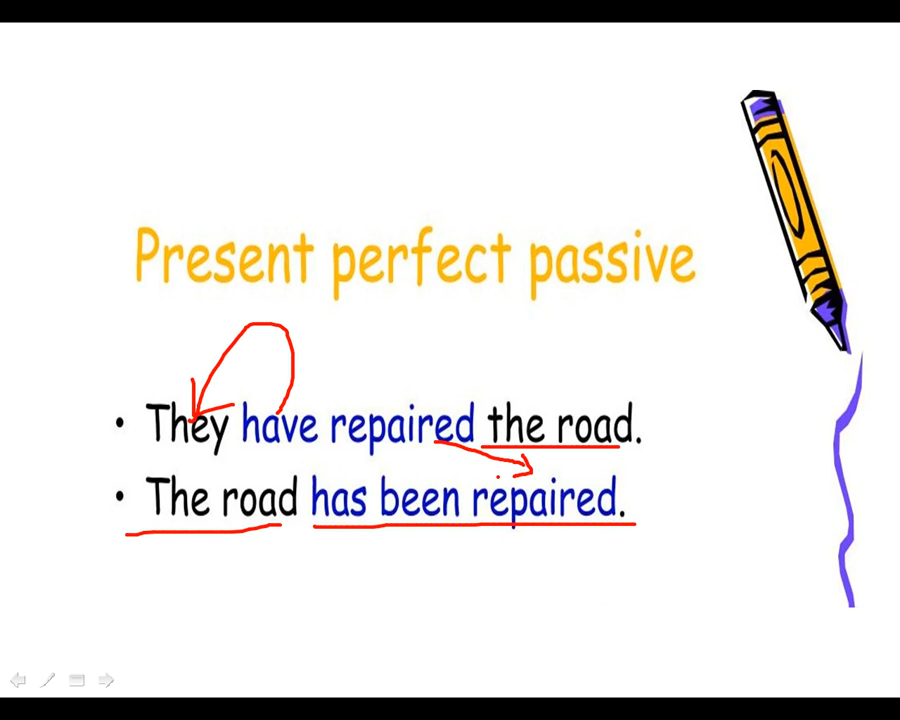 Present perfect passive
• They have repaired the road.
• The road has been repaired.